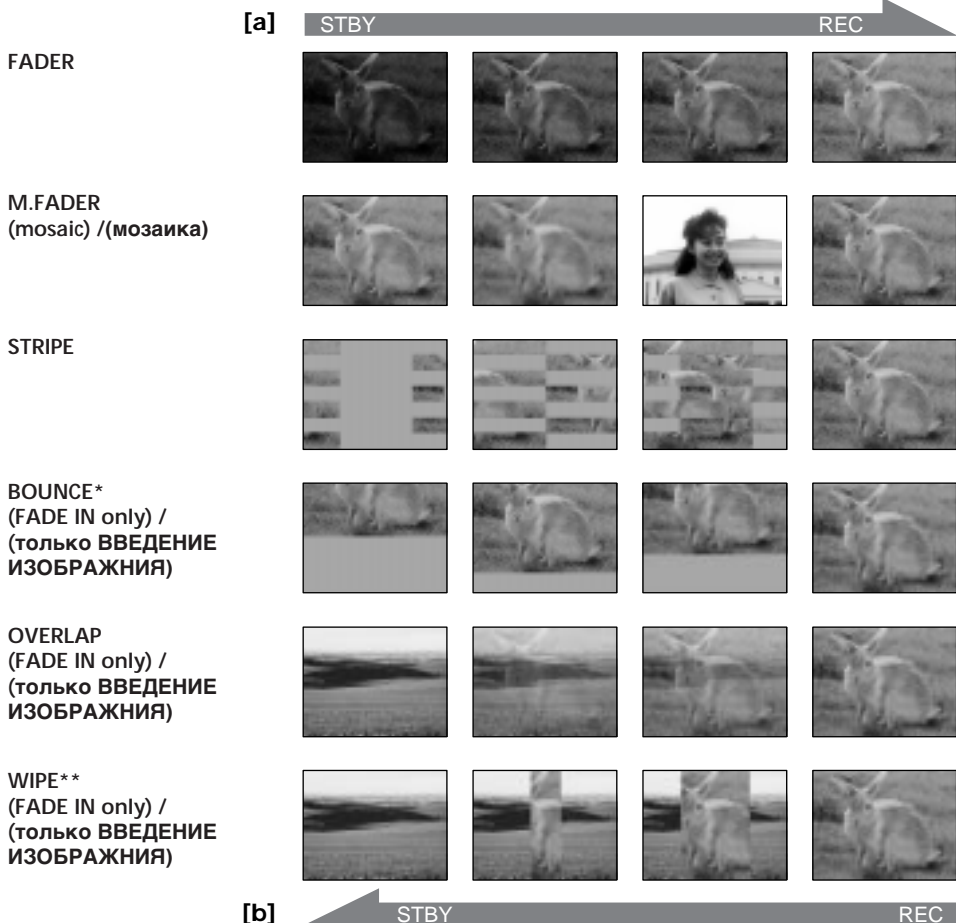 [a] STBY REC
FADER
M.FADER
(mosaic) /(мозаика)
STRIPE
BOUNCE*
(FADE IN only) /
(только ВВЕДЕНИЕ
ИЗОБРАЖНИЯ)
OVERLAP
(FADE IN only) /
(только ВВЕДЕНИЕ
ИЗОБРАЖНИЯ)
WIPE**
(FADE IN only) /
(только ВВЕДЕНИЕ
ИЗОБРАЖНИЯ)
[b] STBY REC